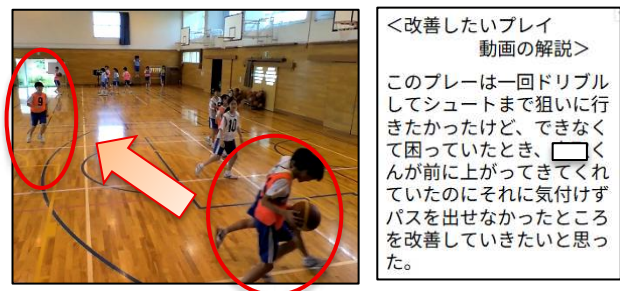 <改善したいプレイ
動画の解説>
このプレーは一回ドリブル
してシュートまで狙いに行
きたかったけど、できなく
て困っていたとき、 く
んが前に上がってきてくれ
ていたのにそれに気付けず
パスを出せなかったところ
を改善していきたいと思っ
た。
9
10